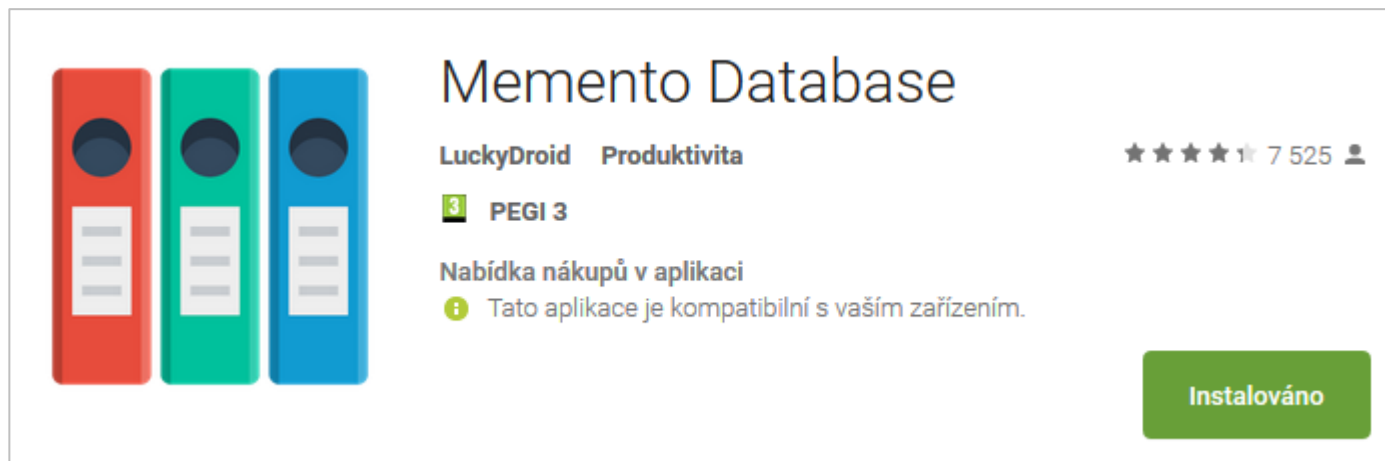 Memento Database
LuckyDroid Produktivita
7 525
3 PEGI 3
Nabídka nákupů v aplikaci
Tato aplikace je kompatibilní s vaším zařízením.
Instalováno